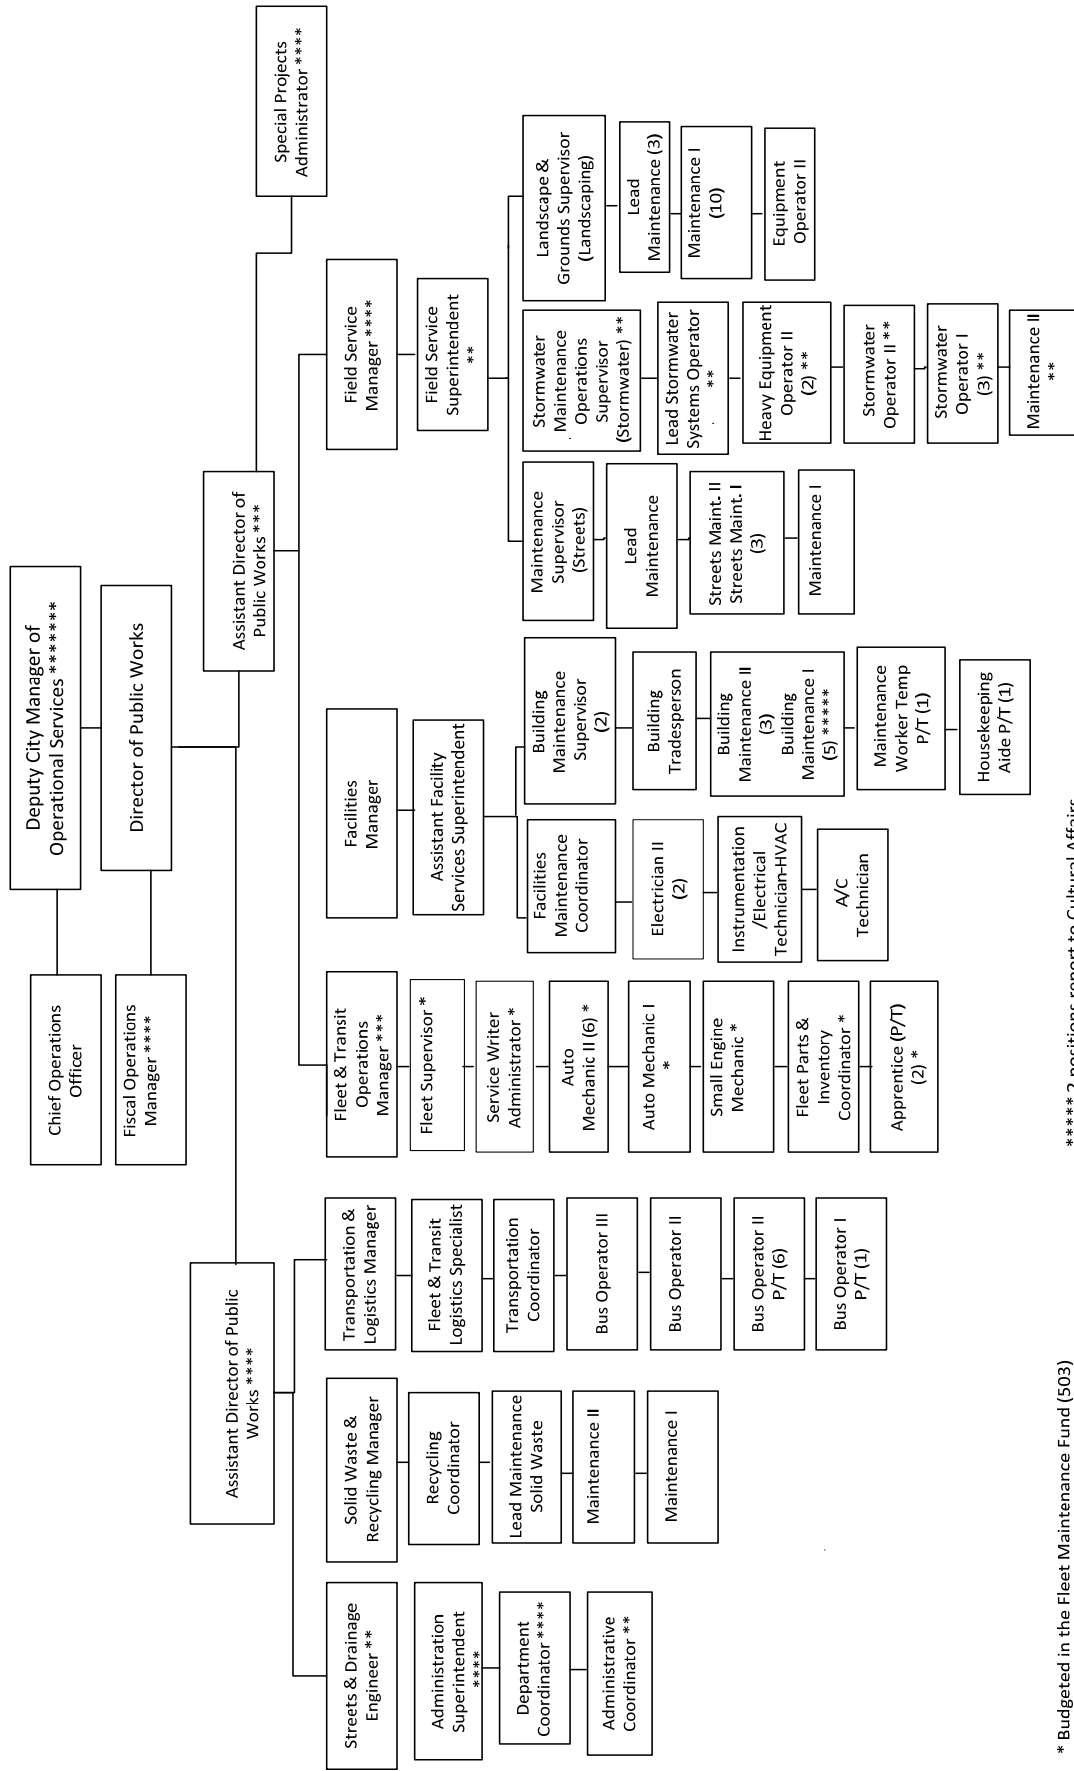 Deputy City Manager of
Operational Services ********
Chief Operations
Officer
Director of Public Works
Fiscal Operations
Manager ****
Assistant Director of Public
Works ****
Assistant Director of
Public Works ***
Special Projects
Administrator ****
Streets & Drainage
Engineer **
Administration
Superintendent
****
Department
Coordinator ****
Administrative
Coordinator **
Solid Waste &
Recycling Manager
Recycling
Coordinator
Lead Maintenance
Solid Waste
Maintenance II
Maintenance I
Transportation &
Logistics Manager
Fleet & Transit
Logistics Specialist
Transportation
Coordinator
Bus Operator III
Bus Operator II
Bus Operator II
P/T (6)
Bus Operator I
P/T (1)
Fleet & Transit
Operations
Manager ***
Fleet Supervisor *
Service Writer
Administrator *
Auto
Mechanic II (6) *
Auto Mechanic I
*
Small Engine
Mechanic *
Fleet Parts &
Inventory
Coordinator *
Apprentice (P/T)
(2) *
Facilities
Manager
Assistant Facility
Services Superintendent
Facilities
Maintenance
Coordinator
Electrician II
(2)
Instrumentation
/Electrical
Technician-HVAC
A/C
Technician
Building
Maintenance
Supervisor
(2)
Building
Tradesperson
Building
Maintenance II
(3)
Building
Maintenance I
(5) *****
Maintenance
Worker Temp
P/T (1)
Housekeeping
Aide P/T (1)
Field Service
Manager ****
Field Service
Superintendent
**
Maintenance
Supervisor
(Streets)
Lead
Maintenance
Streets Maint. II
Streets Maint. I
(3)
Maintenance I
Stormwater
Maintenance
Operations
Supervisor
(Stormwater) **
Lead Stormwater
Systems Operator
**
Heavy Equipment
Operator II
(2) **
Stormwater
Operator II **
Stormwater
Operator I
(3) **
Maintenance II
**
Landscape &
Grounds Supervisor
(Landscaping)
Lead
Maintenance (3)
Maintenance I
(10)
Equipment
Operator II
* Budgeted in the Fleet Maintenance Fund (503)
***** 2 positions report to Cultural Affairs